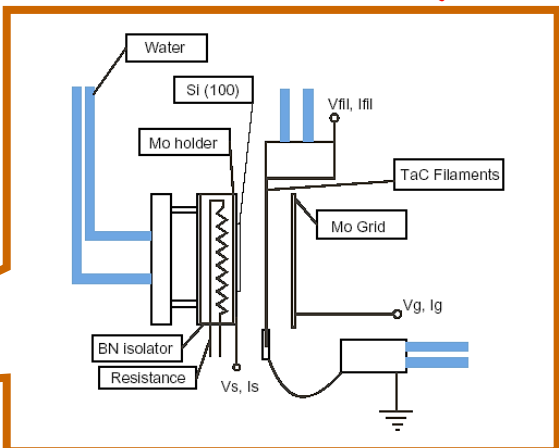 Water
Si (100)
Vfil, Ifil
Mo holder
TaC Filaments
Mo Grid
Vg, Ig
BN isolator
Resistance
Vs, Is